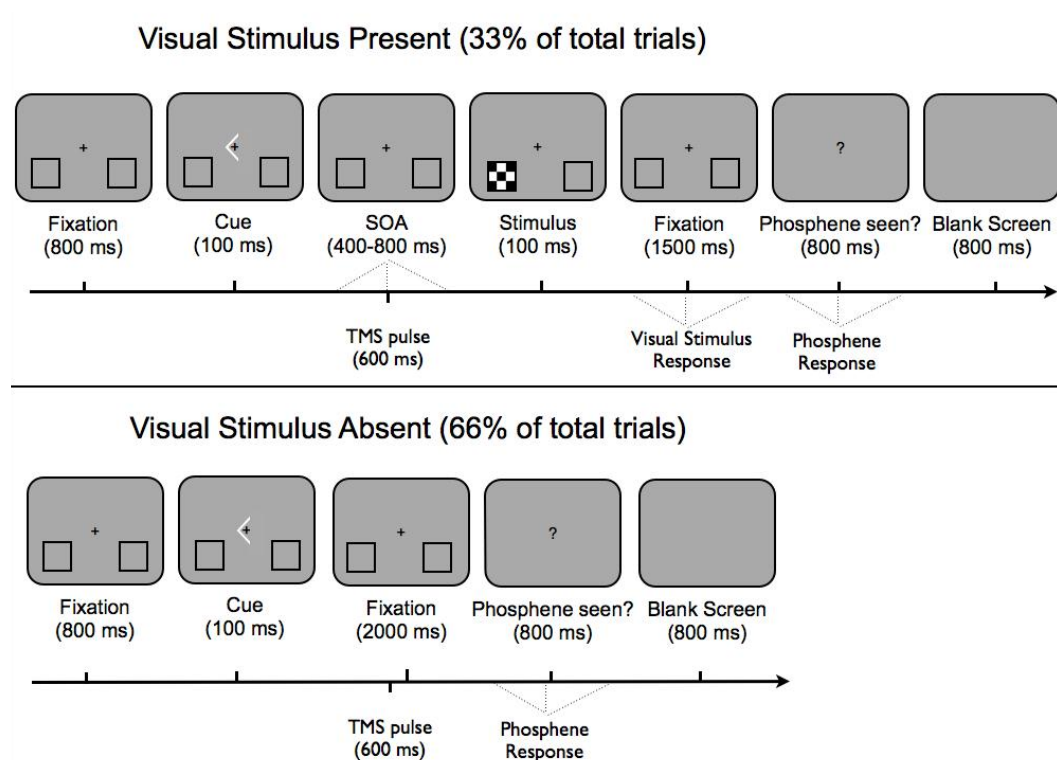 Visual Stimulus Present (33% of total trials)
+ + + + + ?
Fixation Cue SOA Stimulus Fixation Phosphene seen? Blank Screen
(800 ms) (100 ms) (400-800 ms) (100 ms) (1500 ms) (800 ms) (800 ms)
TMS pulse Visual Stimulus Phosphene
(600 ms) Response Response
Visual Stimulus Absent (66% of total trials)
+ + + ?
Fixation Cue Fixation Phosphene seen? Blank Screen
(800 ms) (100 ms) (2000 ms) (800 ms) (800 ms)
TMS pulse Phosphene
(600 ms) Response